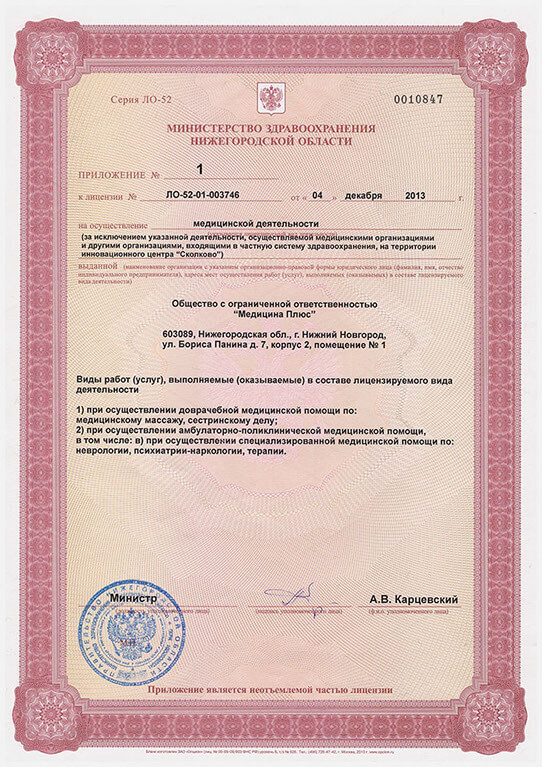 Серия ЛО-52
0010847
МИНИСТЕРСТВО ЗДРАВООХРАНЕНИЯ
НИЖЕГОРОДСКОЙ ОБЛАСТИ
ПРИЛОЖЕНИЕ № 1
к лицензии № ЛО-52-01-003746 от « 04 » декабря 2013 г.
на осуществление медицинской деятельности
(за исключением указанной деятельности, осуществляемой медицинскими организациями
и другими организациями, входящими в частную систему здравоохранения, на территории
инновационного центра "Сколково")
выданной (наименование организации с указанием организационно-правовой формы юридического лица (фамилия, имя, отчество
индивидуального предпринимателя), адреса мест осуществления работ (услуг), выполняемых (оказываемых) в составе лицензируемого
вида деятельности)
Общество с ограниченной ответственностью
"Медицина Плюс"
603089, Нижегородская обл., г. Нижний Новгород,
ул. Бориса Панина д. 7, корпус 2, помещение № 1
Виды работ (услуг), выполняемые (оказываемые) в составе лицензируемого вида
деятельности
1) при осуществлении доврачебной медицинской помощи по:
медицинскому массажу, сестринскому делу;
2) при осуществлении амбулаторно-поликлинической медицинской помощи,
в том числе: в) при осуществлении специализированной медицинской помощи по:
неврологии, психиатрии-наркологии, терапии.
Министр
А.В. Карцевский
(подпись уполномоченного лица)
(ф.и.о. уполномоченного лица)
М.П.
ПРАВИТЕЛЬСТВО НИЖЕГОРОДСКОЙ ОБЛАСТИ
Приложение является неотъемлемой частью лицензии